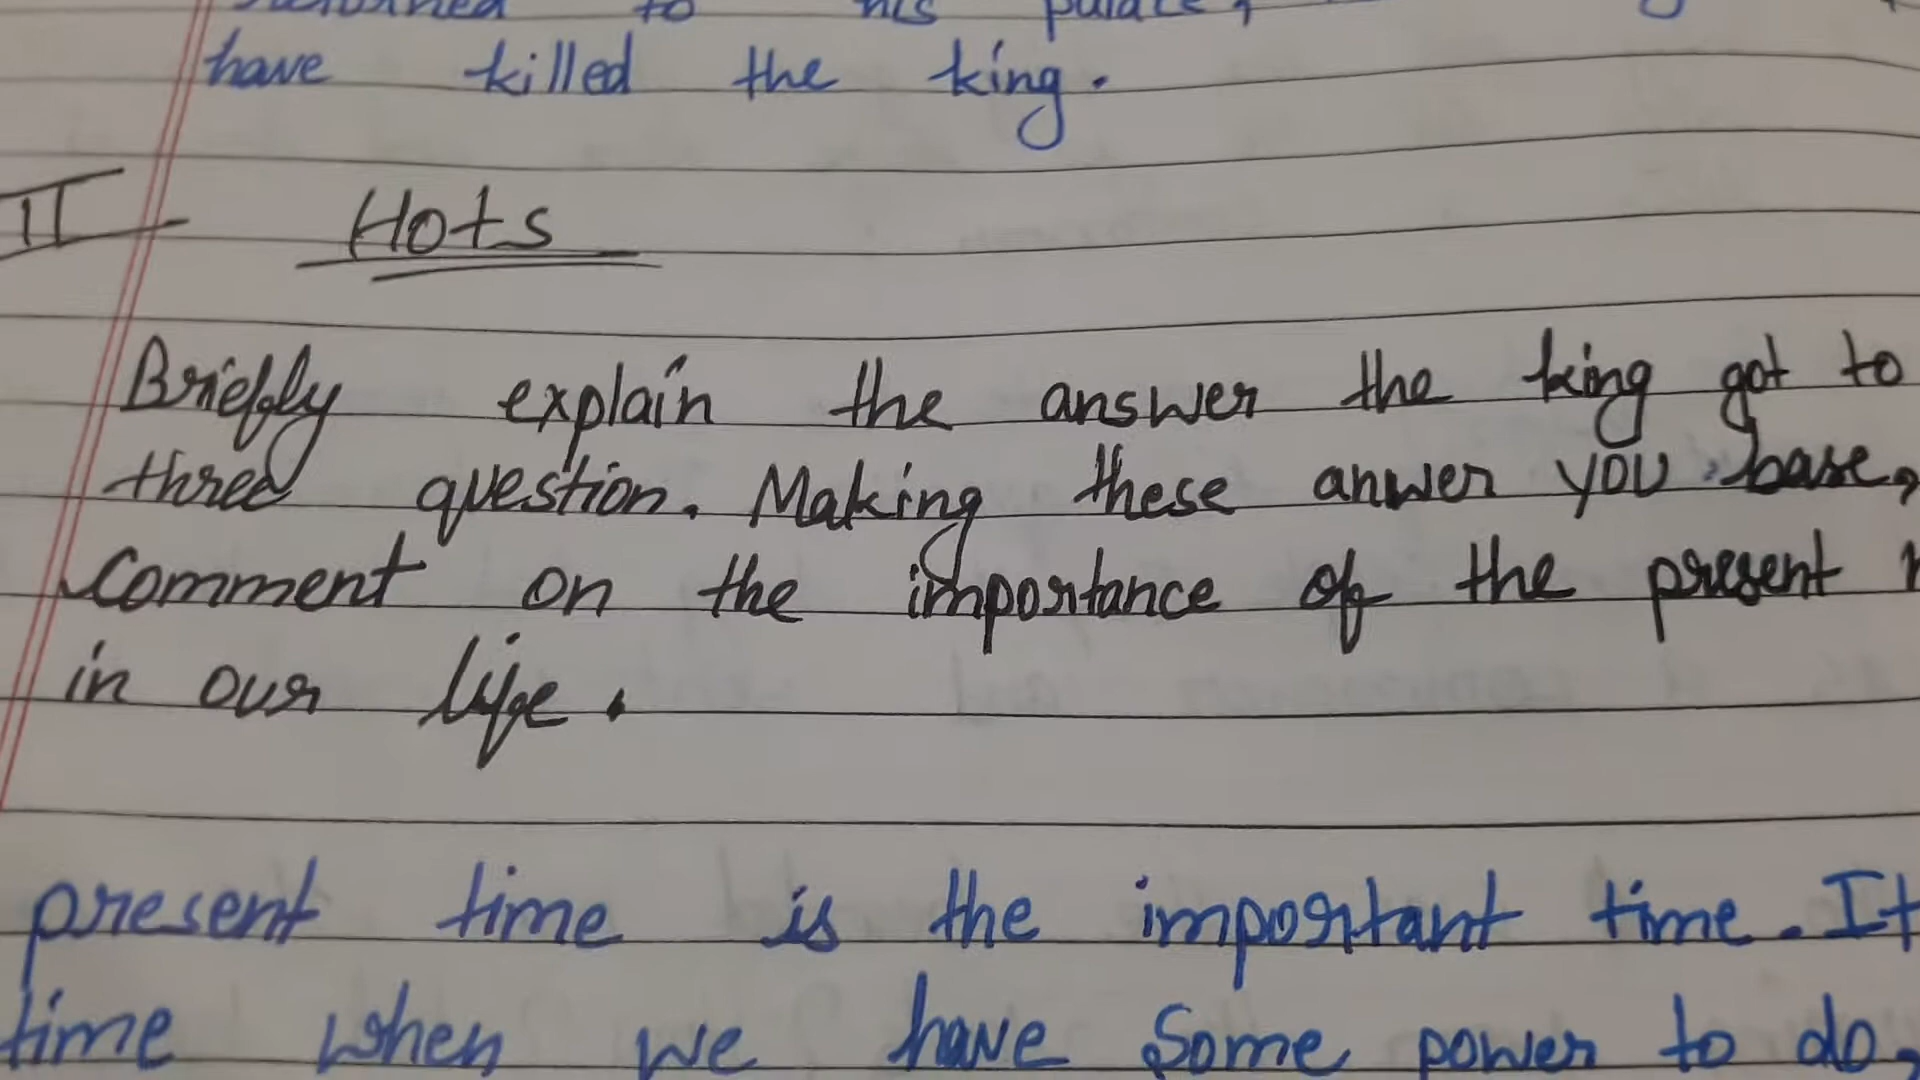 to his
have killed the king.
II Hots
Briefly explain the answer the king got to
three question. Making these anwer you base,
Comment on the importance of the present
in our life.
present time is the important time. It
time when we have Some power to do,